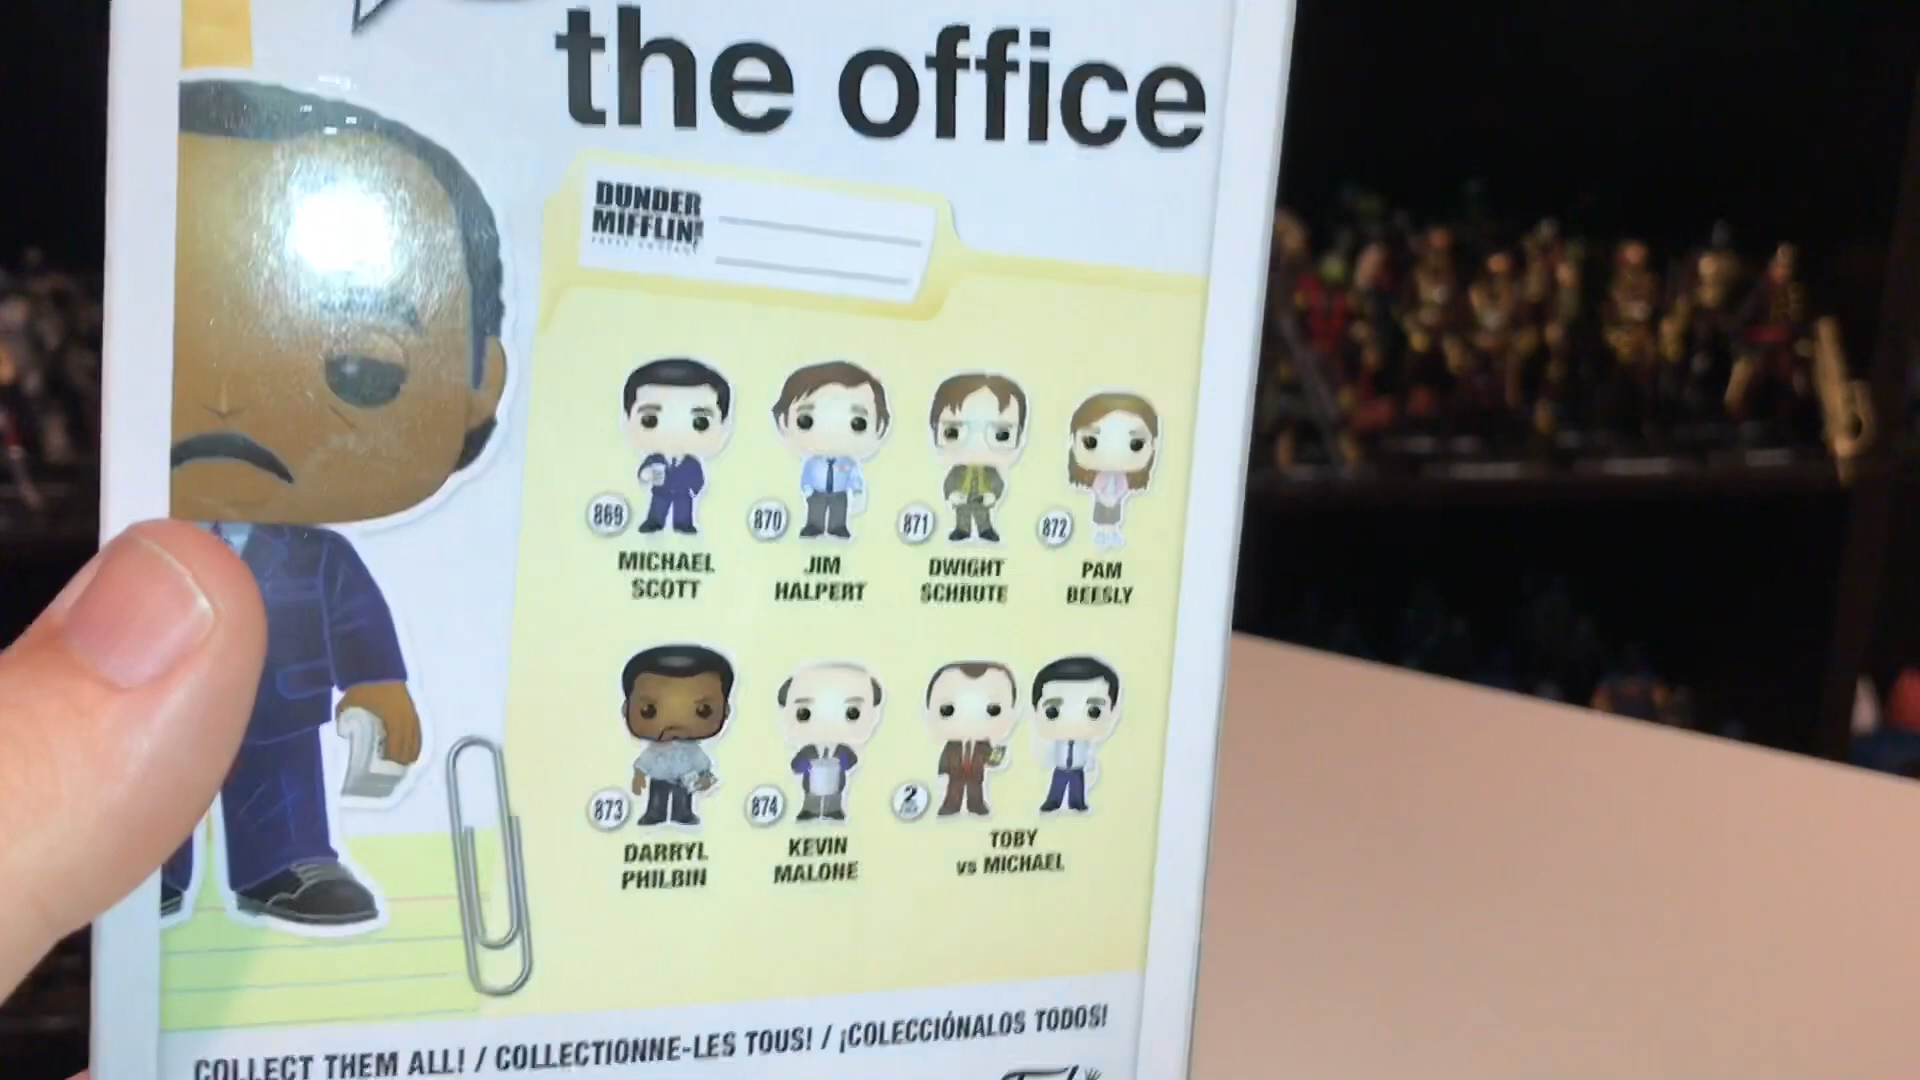 the office
DUNDER
MIFFLIN
869
870
871
872
MICHAEL
SCOTT
JIM
HALPERT
DWIGHT
SCHRUTE
PAM
BEESLY
873
874
2
DARRYL
PHILBIN
KEVIN
MALONE
TOBY
vs MICHAEL
COLLECT THEM ALL! / COLLECTIONNE-LES TOUS! / ¡COLECCIÓNALOS TODOS!